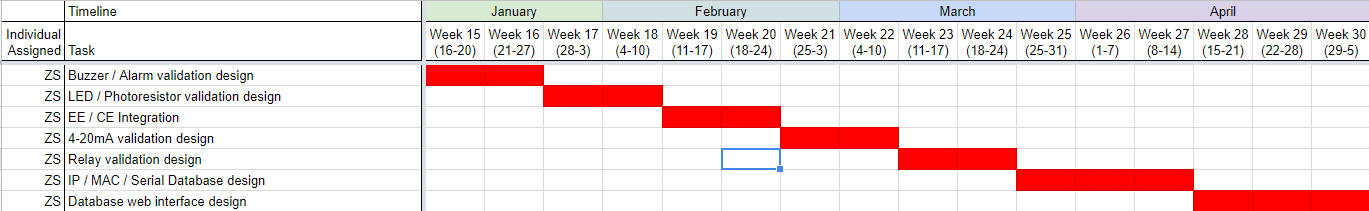 Timeline January February March April
Individual Assigned Task Week 15 Week 16 Week 17 Week 18 Week 19 Week 20 Week 21 Week 22 Week 23 Week 24 Week 25 Week 26 Week 27 Week 28 Week 29 Week 30
(16-20) (21-27) (28-3) (4-10) (11-17) (18-24) (25-3) (4-10) (11-17) (18-24) (25-31) (1-7) (8-14) (15-21) (22-28) (29-5)
ZS Buzzer / Alarm validation design
ZS LED / Photoresistor validation design
ZS EE / CE Integration
ZS 4-20mA validation design
ZS Relay validation design
ZS IP / MAC / Serial Database design
ZS Database web interface design